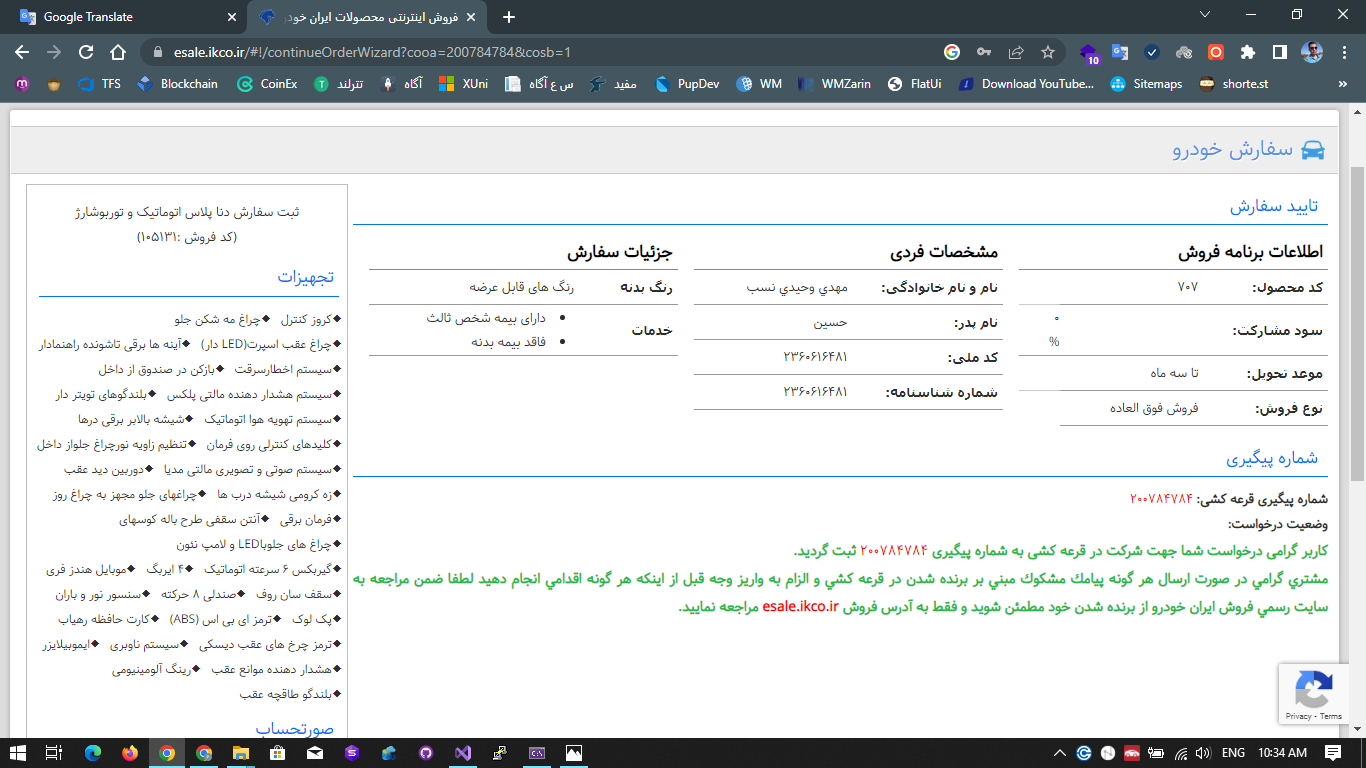 Google Translate
فروش اینترنتی محصولات ایران خودر
esale.ikco.ir/#!/continueOrderWizard?cooa=200784784&cosb=1
10
TFS
Blockchain
CoinEx
تترلند
آگاه
XUni
س ع آگاه
مفید
PupDev
WM
WMZarin
FlatUi
Download YouTube...
Sitemaps
shorte.st
»
سفارش خودرو
تایید سفارش
اطلاعات برنامه فروش
کد محصول: ۷۰۷
سود مشارکت: ۰
%
موعد تحویل: تا سه ماه
نوع فروش: فروش فوق العاده
مشخصات فردی
نام و نام خانوادگی: مهدي وحيدي نسب
نام پدر: حسين
کد ملی: ۲۳۶۰۶۱۶۴۸۱
شماره شناسنامه: ۲۳۶۰۶۱۶۴۸۱
جزئیات سفارش
رنگ بدنه رنگ های قابل عرضه
خدمات
• دارای بیمه شخص ثالث
• فاقد بیمه بدنه
شماره پیگیری
شماره پیگیری قرعه کشی: ۲۰۰۷۸۴۷۸۴
وضعیت درخواست:
کاربر گرامی درخواست شما جهت شرکت در قرعه کشی به شماره پیگیری ۲۰۰۷۸۴۷۸۴ ثبت گردید.
مشتري گرامي در صورت ارسال هر گونه پيامك مشكوك مبني بر برنده شدن در قرعه كشي و الزام به واريز وجه قبل از اينكه هر گونه اقدامي انجام دهيد لطفا ضمن مراجعه به
سايت رسمي فروش ايران خودرو از برنده شدن خود مطمئن شويد و فقط به آدرس فروش esale.ikco.ir مراجعه نماييد.
ثبت سفارش دنا پلاس اتوماتیک و توربوشارژ
(کد فروش :۱۰۵۱۳۱)
تجهیزات
◆کروز کنترل ◆چراغ مه شکن جلو
◆چراغ عقب اسپرت(LED دار) ◆آینه ها برقی تاشونده راهنمادار
◆سیستم اخطارسرقت ◆بازکن در صندوق از داخل
◆سیستم هشدار دهنده مالتی پلکس ◆بلندگوهای تویتر دار
◆سیستم تهویه هوا اتوماتیک ◆شیشه بالابر برقی درها
◆کلیدهای کنترلی روی فرمان ◆تنظیم زاویه نورچراغ جلواز داخل
◆سیستم صوتی و تصویری مالتی مدیا ◆دوربین دید عقب
◆زه کرومی شیشه درب ها ◆چراغهای جلو مجهز به چراغ روز
◆فرمان برقی ◆آنتن سقفی طرح باله کوسهای
◆چراغ های جلوباLED و لامپ نئون
◆گیربکس ۶ سرعته اتوماتیک ◆۴ ایربگ ◆موبایل هندز فری
◆سقف سان روف ◆صندلی ۸ حرکته ◆سنسور نور و باران
◆پک لوک ◆ترمز ای بی اس (ABS) ◆کارت حافظه رهیاب
◆ترمز چرخ های عقب دیسکی ◆سیستم ناوبری ◆ایموبیلایزر
◆هشدار دهنده موانع عقب ◆رینگ آلومینیومی
◆بلندگو طاقچه عقب
صورتحساب
Privacy - Terms
ENG
10:34 AM